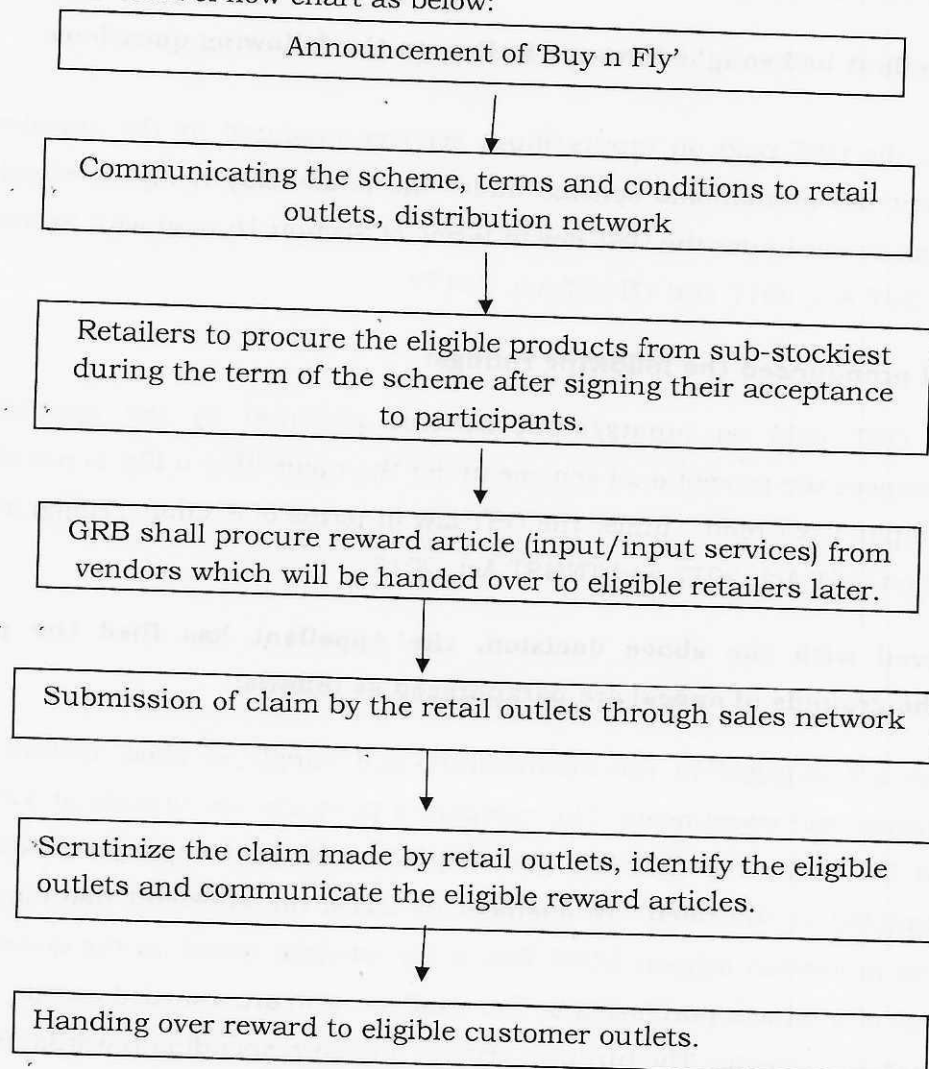 flow chart as below:
Announcement of ‘Buy n Fly’
Communicating the scheme, terms and conditions to retail
outlets, distribution network
Retailers to procure the eligible products from sub-stockiest
during the term of the scheme after signing their acceptance
to participants.
GRB shall procure reward article (input/input services) from
vendors which will be handed over to eligible retailers later.
Submission of claim by the retail outlets through sales network
Scrutinize the claim made by retail outlets, identify the eligible
outlets and communicate the eligible reward articles.
Handing over reward to eligible customer outlets.